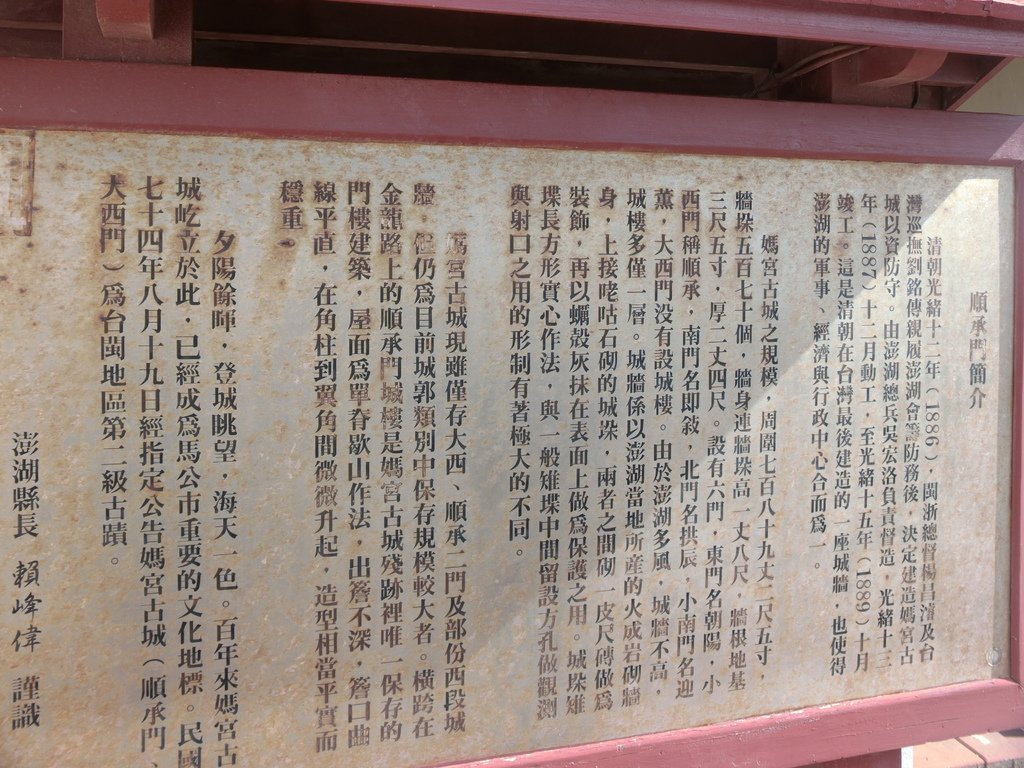 順承門簡介
清朝光緒十二年（1886），閩浙總督楊昌濬及台
灣巡撫劉銘傳親履澎湖會籌防務後，決定建造媽宮古
城以資防守。由澎湖總兵吳宏洛負責督造，光緒十三
年（1887）十二月動工，至光緒十五年（1889）十月
竣工。這是清朝在台灣最後建造的一座城牆，也使得
澎湖的軍事、經濟與行政中心合而爲一。
媽宮古城之規模，周圍七百八十九丈二尺五寸，
牆垛五百七十個，牆身連牆垛高一丈八尺，牆根地基
三尺五寸，厚二丈四尺。設有六門，東門名朝陽，小
西門稱順承，南門名即敘，北門名拱辰，小南門名迎
薰，大西門没有設城樓。由於澎湖多風，城牆不高，
城樓多僅一層。城牆係以澎湖當地所産的火成岩砌牆
身，上接咾咕石砌的城垛，兩者之間砌一皮尺磚做爲
裝飾，再以蠣殼灰抹在表面上做爲保護之用。城垛雉
堞長方形實心作法，與一般雉堞中間留設方孔做觀測
與射口之用的形制有著極大的不同。
媽宮古城現雖僅存大西、順承二門及部份西段城
牆，但仍爲目前城郭類別中保存規模較大者。橫跨在
金龍路上的順承門城樓是媽宮古城殘跡裡唯一保存的
門樓建築，屋面爲單脊歇山作法，出簷不深，簷口曲
線平直，在角柱到翼角間微微升起，造型相當平實而
穩重。
夕陽餘暉，登城眺望，海天一色。百年來媽宮古
城屹立於此，已經成爲馬公市重要的文化地標。民國
七十四年八月十九日經指定公告媽宮古城（順承門、
大西門）爲台閩地區第二級古蹟。
澎湖縣長 賴峰偉 謹識